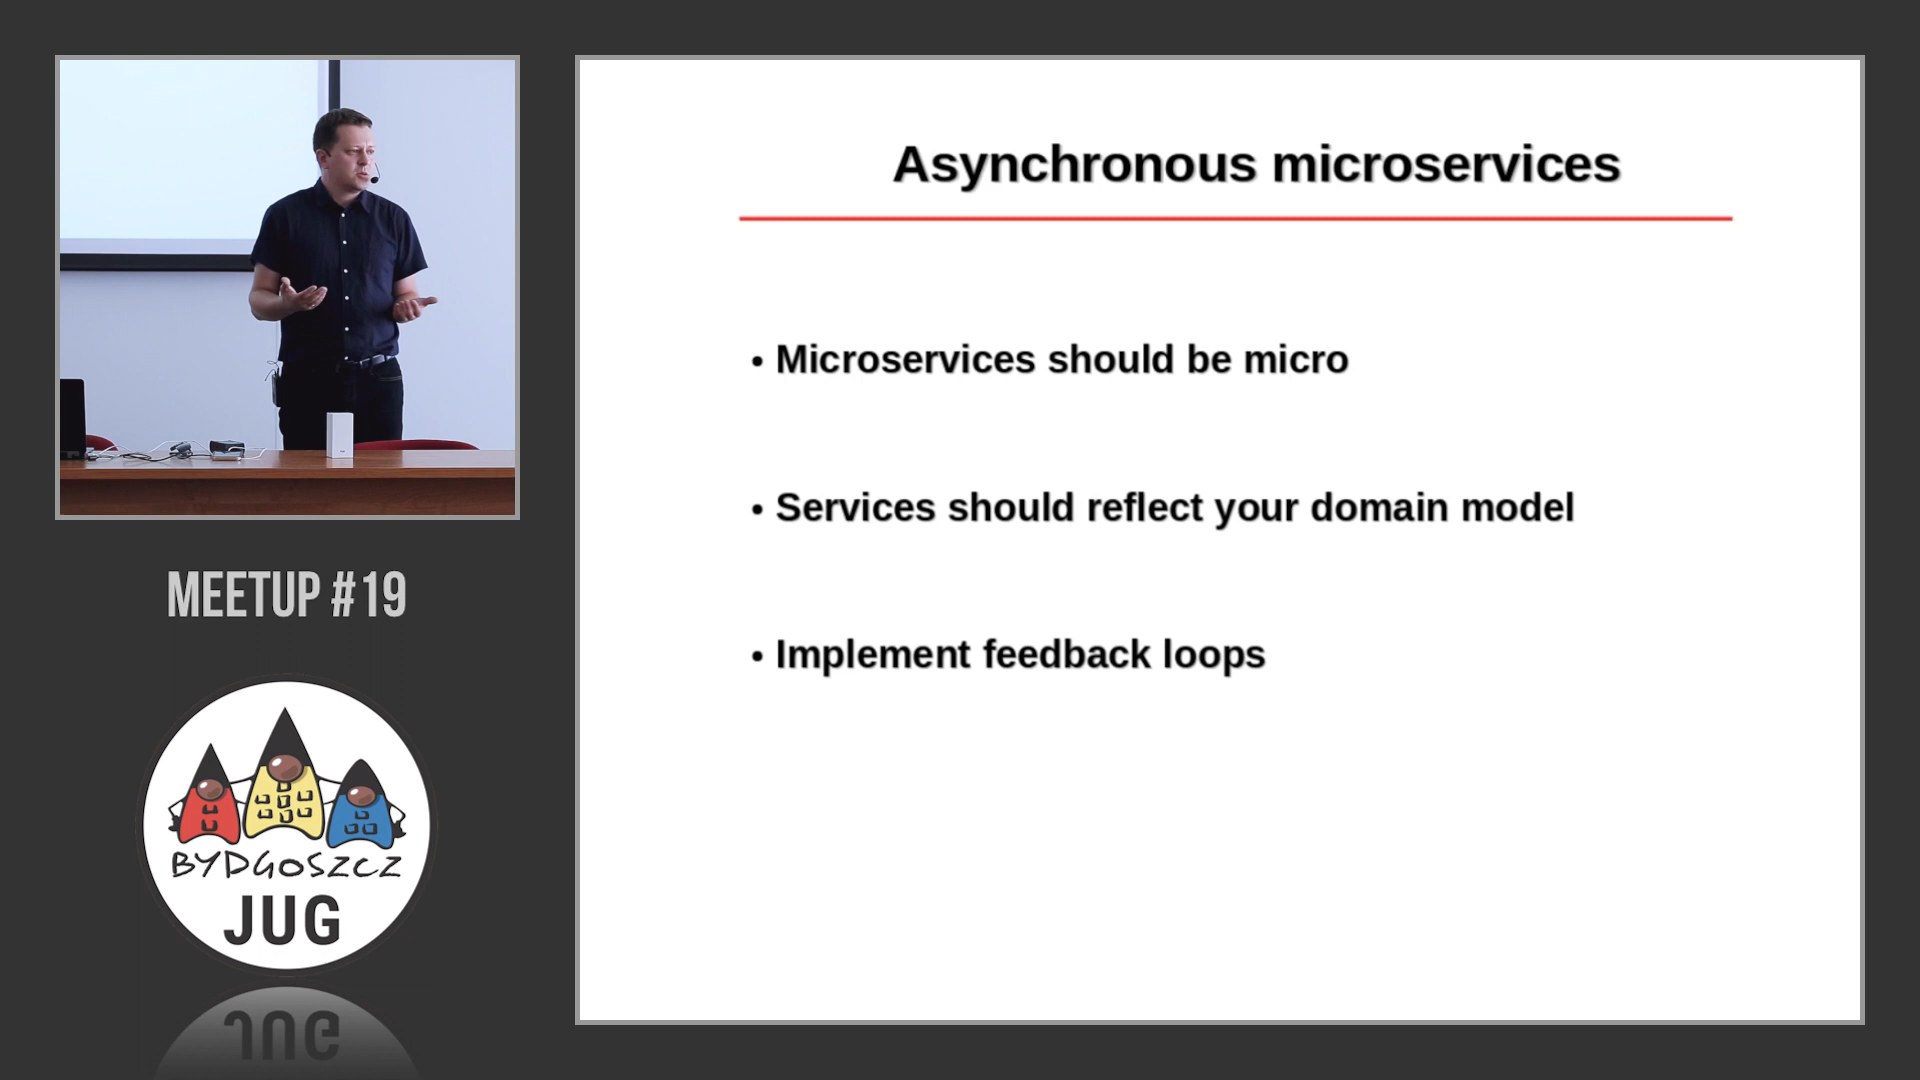 Asynchronous microservices
• Microservices should be micro
• Services should reflect your domain model
• Implement feedback loops
MEETUP #19
BYDGOSZCZ
JUG